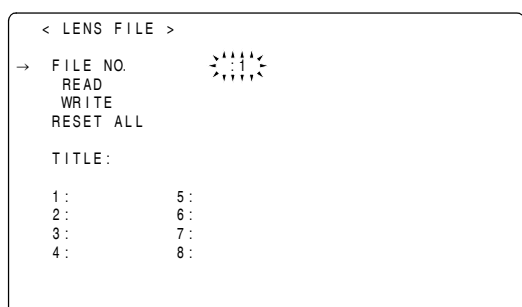 < LENS FILE >
→ FILE NO. :1
READ
WRITE
RESET ALL
TITLE:
1: 5:
2: 6:
3: 7:
4: 8: